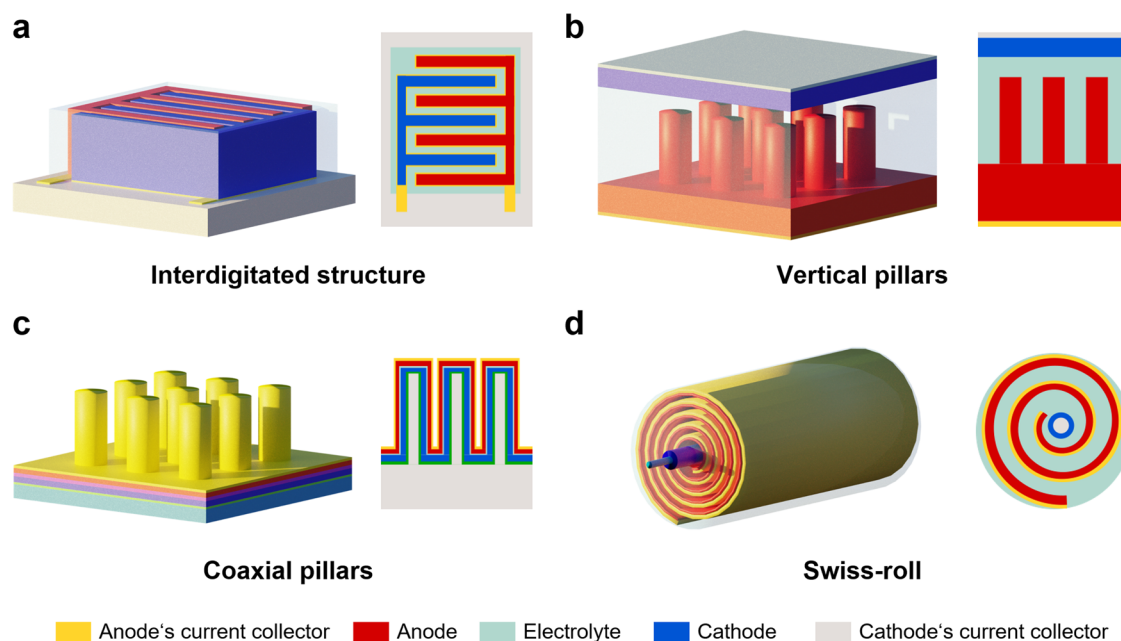 a
b
Interdigitated structure
Vertical pillars
c
d
Coaxial pillars
Swiss-roll
Anode‘s current collector
Anode
Electrolyte
Cathode
Cathode‘s current collector